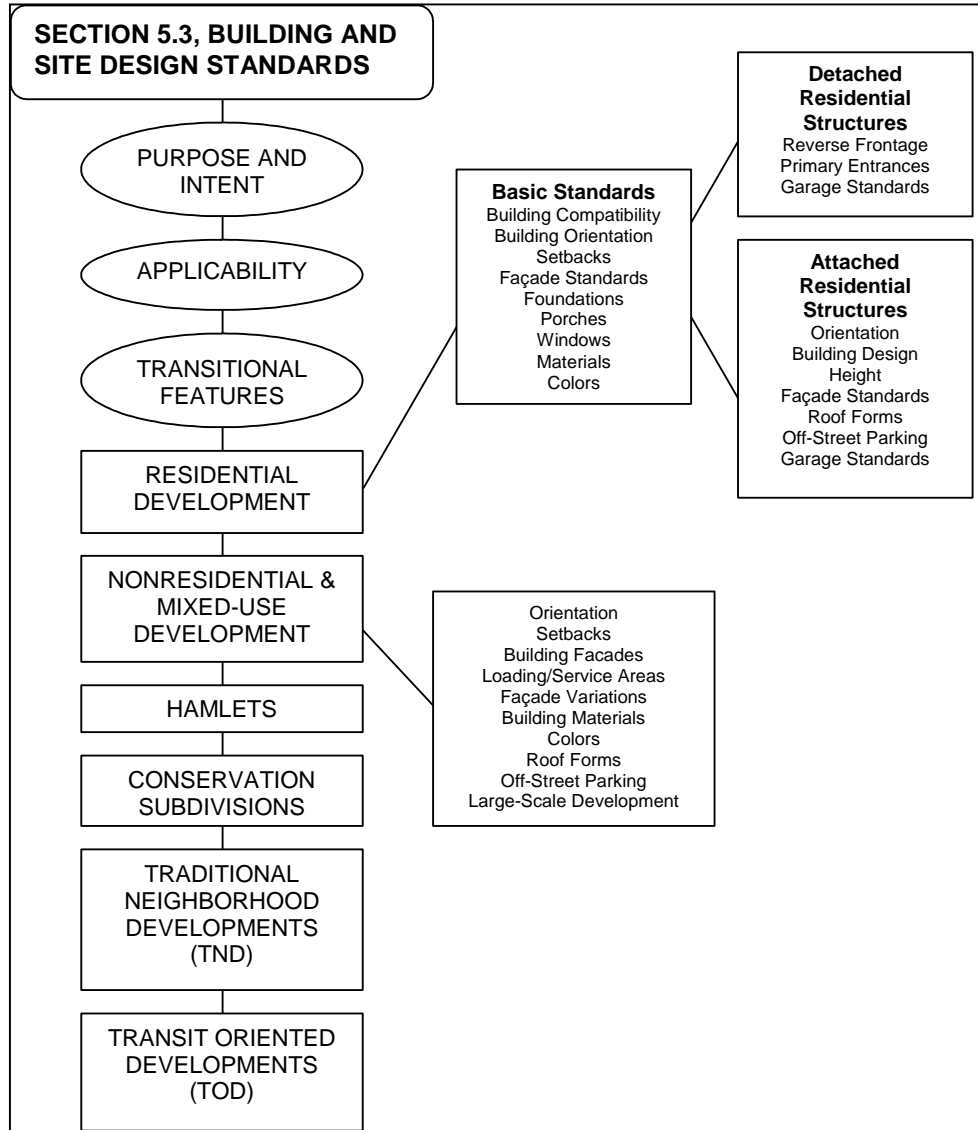 SECTION 5.3, BUILDING AND
SITE DESIGN STANDARDS
PURPOSE AND
INTENT
APPLICABILITY
TRANSITIONAL
FEATURES
RESIDENTIAL
DEVELOPMENT
NONRESIDENTIAL &
MIXED-USE
DEVELOPMENT
HAMLETS
CONSERVATION
SUBDIVISIONS
TRADITIONAL
NEIGHBORHOOD
DEVELOPMENTS
(TND)
TRANSIT ORIENTED
DEVELOPMENTS
(TOD)
Basic Standards
Building Compatibility
Building Orientation
Setbacks
Façade Standards
Foundations
Porches
Windows
Materials
Colors
Detached
Residential
Structures
Reverse Frontage
Primary Entrances
Garage Standards
Attached
Residential
Structures
Orientation
Building Design
Height
Façade Standards
Roof Forms
Off-Street Parking
Garage Standards
Orientation
Setbacks
Building Facades
Loading/Service Areas
Façade Variations
Building Materials
Colors
Roof Forms
Off-Street Parking
Large-Scale Development